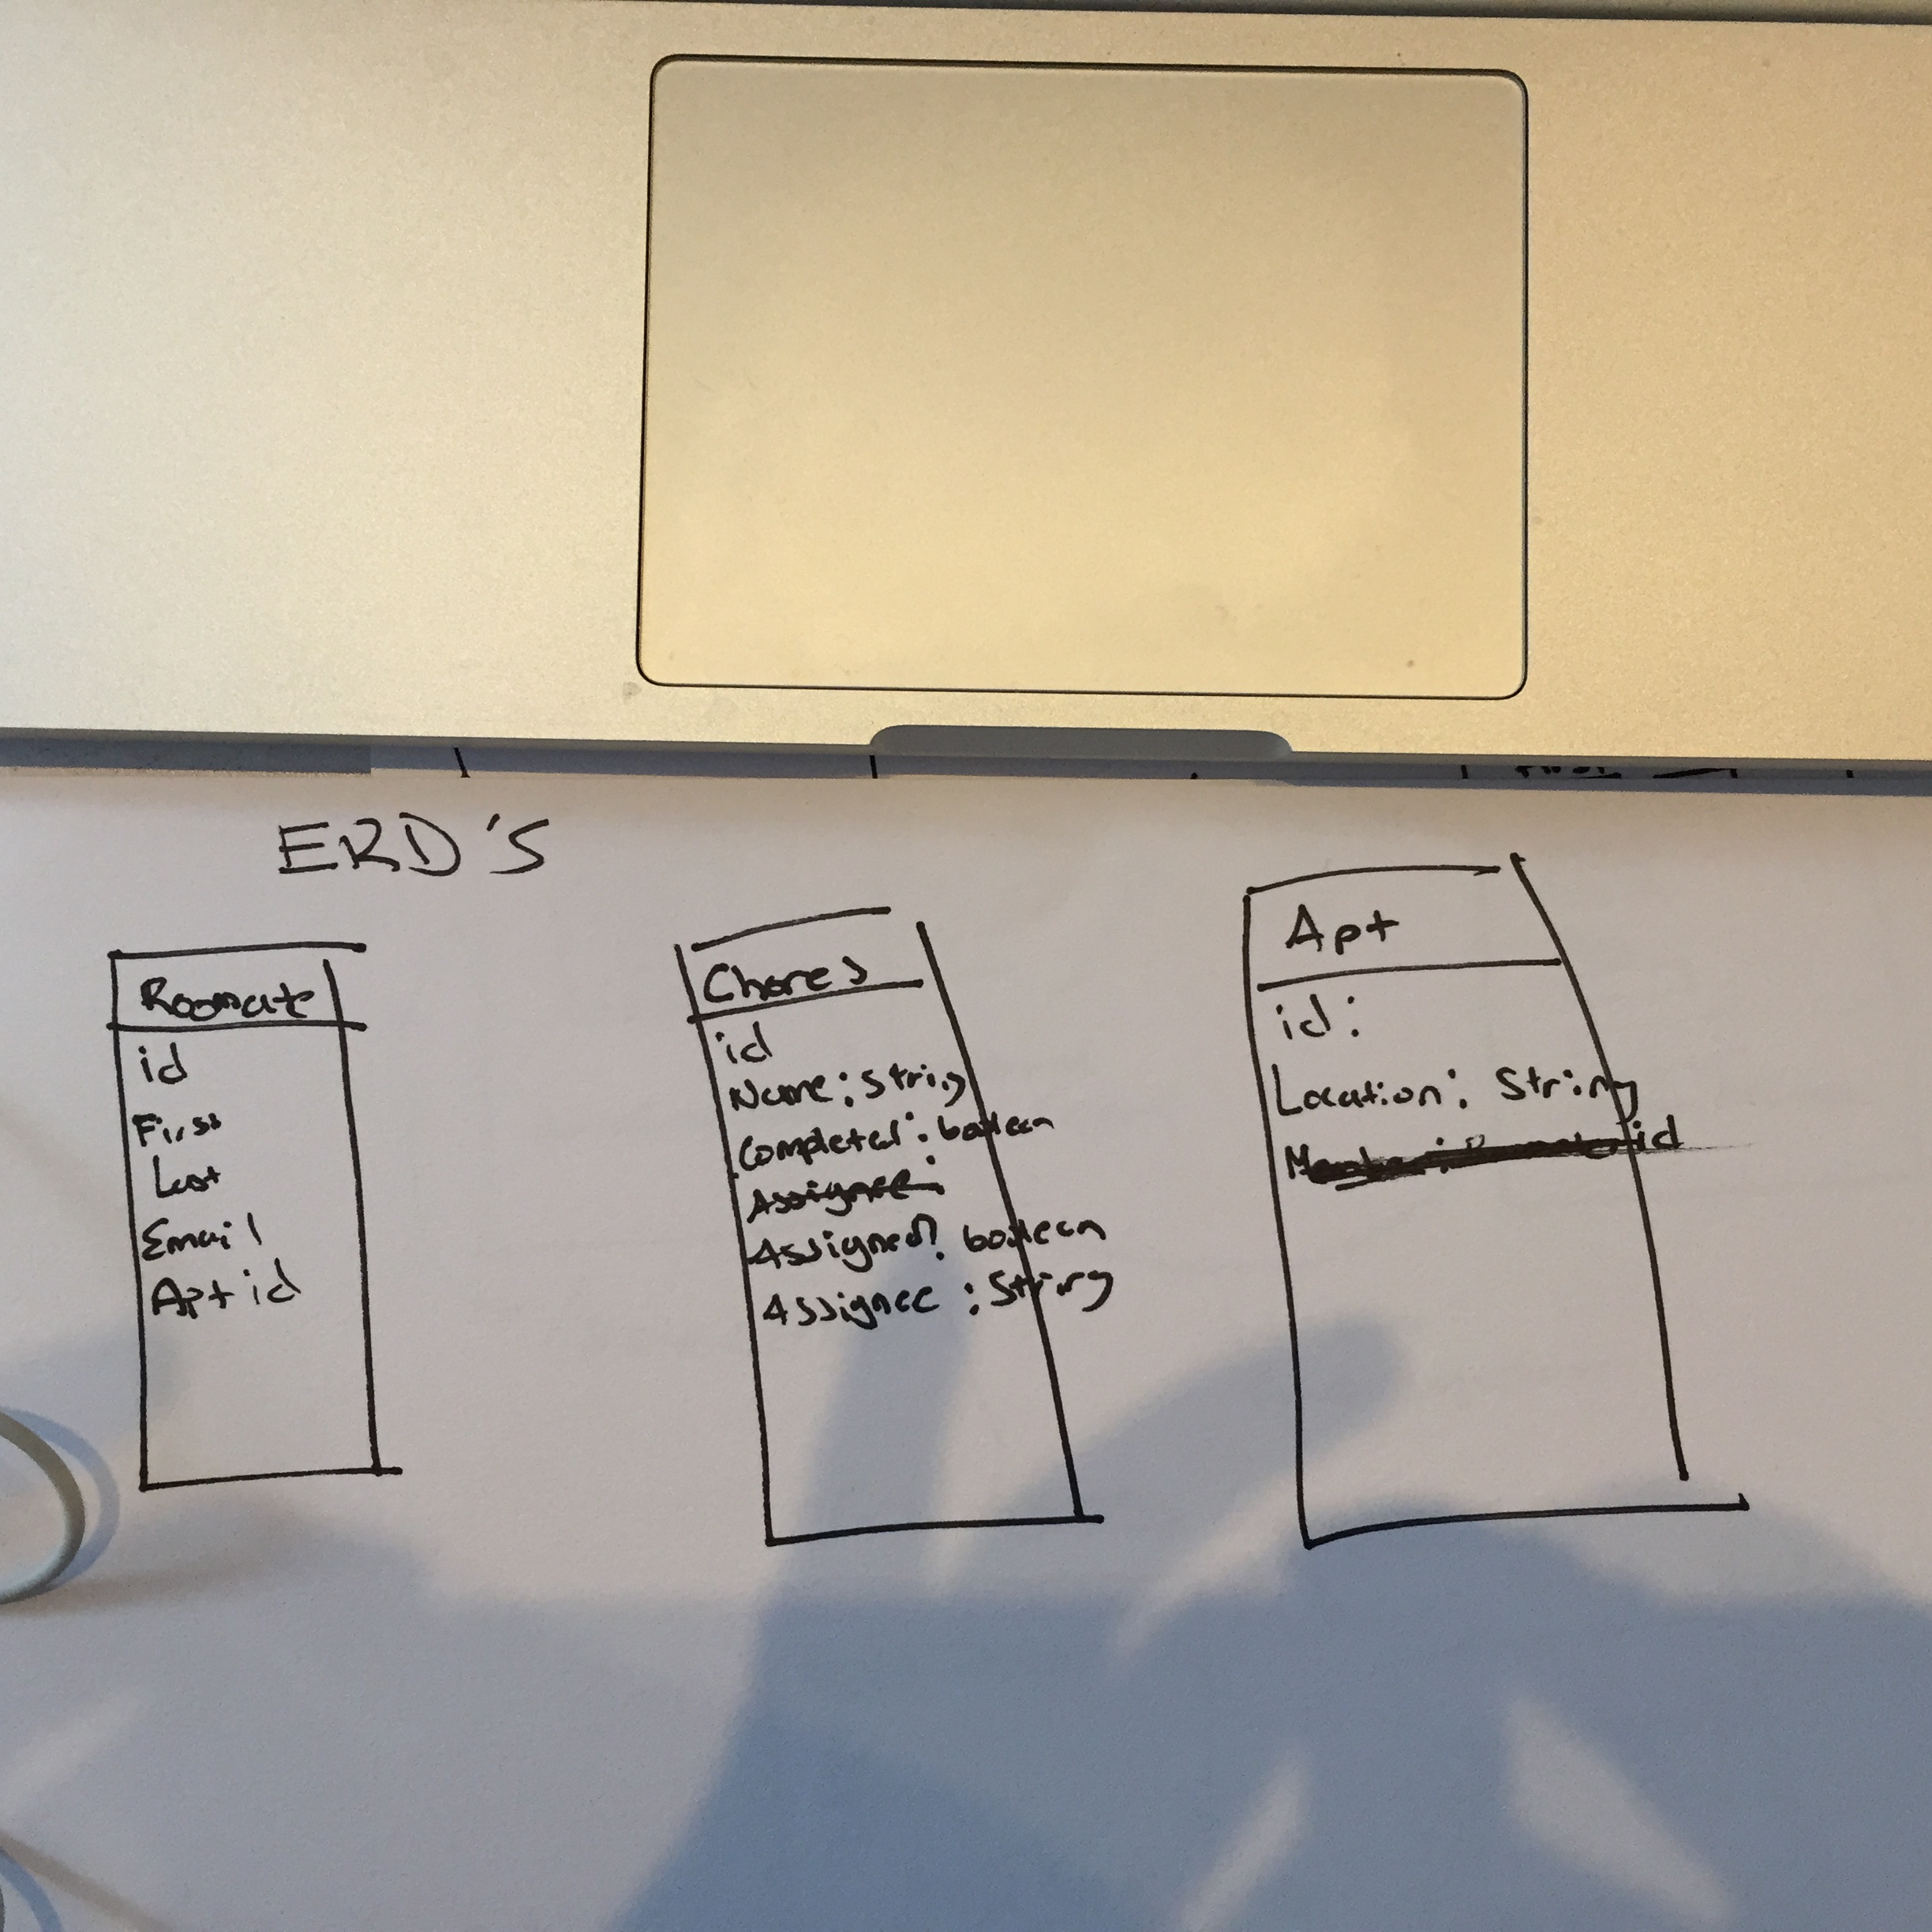 ERD's
Roomate
id
First
Last
Email
Apt id
Chores
id
Name: String
Completed: boolean
Assignee:
Assigned? boolean
Assignee: String
Apt
id:
Location: String
id